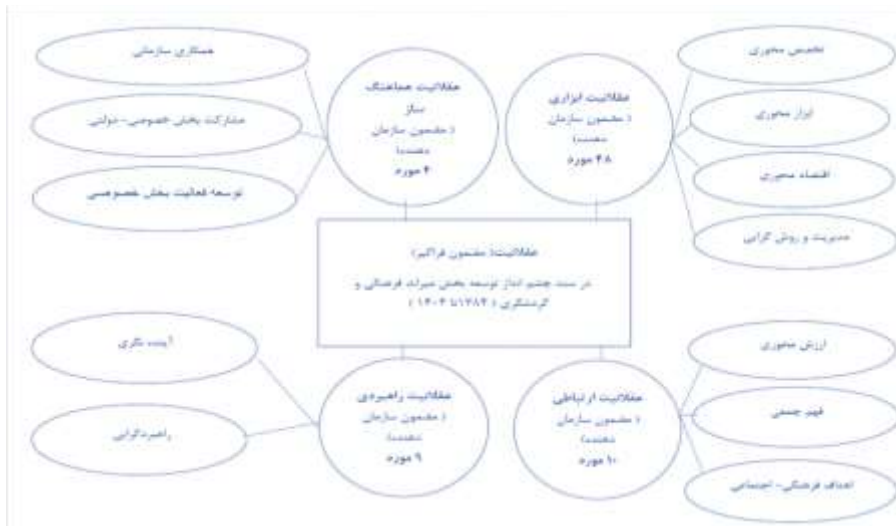 تخصص محوری
ابزار محوری
اقتصاد محوری
مدیریت و روش گرایی
عقلانیت ابزاری
( مضمون سازمان
دهنده)
۴۸ مورد
عقلانیت هماهنگ
ساز
( مضمون سازمان
دهنده)
۴ مورد
همکاری سازمانی
مشارکت بخش خصوصی- دولتی
توسعه فعالیت بخش خصوصی
عقلانیت( مضمون فراگیر)
در سند چشم انداز توسعه بخش میراث فرهنگی و
گردشگری ( ۱۳۸۴تا ۱۴۰۴ )
ارزش محوری
فهم جمعی
اهداف فرهنگی- اجتماعی
عقلانیت ارتباطی
( مضمون سازمان
دهنده)
۱۰ مورد
عقلانیت راهبردی
( مضمون سازمان
دهنده)
۹ مورد
آینده نگری
راهبردگرایی